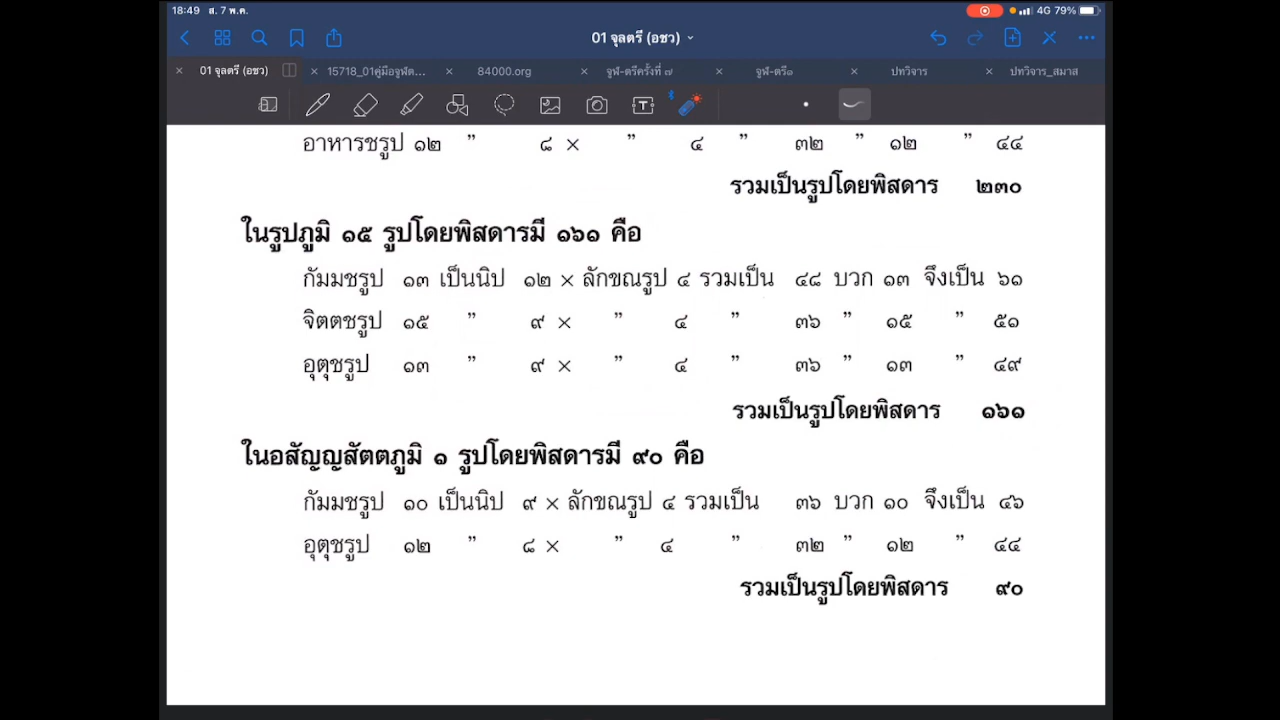 18:49 ส. 7 พ.ค. 4G 79%
01 จุลตรี (อชว)
01 จุลตรี (อชว) 15718_01คู่มือจุฬัต... 84000.org จูฬ-ตรีครั้งที่ ๗ จูฬ-ตรี๑ ปทวิจาร ปทวิจาร_สมาส
อาหารชรูป ๑๒ " ๘ × " ๔ " ๓๒ " ๑๒ " ๔๔
รวมเป็นรูปโดยพิสดาร ๒๓๐
ในรูปภูมิ ๑๕ รูปโดยพิสดารมี ๑๖๑ คือ
กัมมชรูป ๑๓ เป็นนิป ๑๒ × ลักขณรูป ๔ รวมเป็น ๔๘ บวก ๑๓ จึงเป็น ๖๑
จิตตชรูป ๑๕ " ๙ × " ๔ " ๓๖ " ๑๕ " ๕๑
อุตุชรูป ๑๓ " ๙ × " ๔ " ๓๖ " ๑๓ " ๔๙
รวมเป็นรูปโดยพิสดาร ๑๖๑
ในอสัญญสัตตภูมิ ๑ รูปโดยพิสดารมี ๙๐ คือ
กัมมชรูป ๑๐ เป็นนิป ๙ × ลักขณรูป ๔ รวมเป็น ๓๖ บวก ๑๐ จึงเป็น ๔๖
อุตุชรูป ๑๒ " ๘ × " ๔ " ๓๒ " ๑๒ " ๔๔
รวมเป็นรูปโดยพิสดาร ๙๐